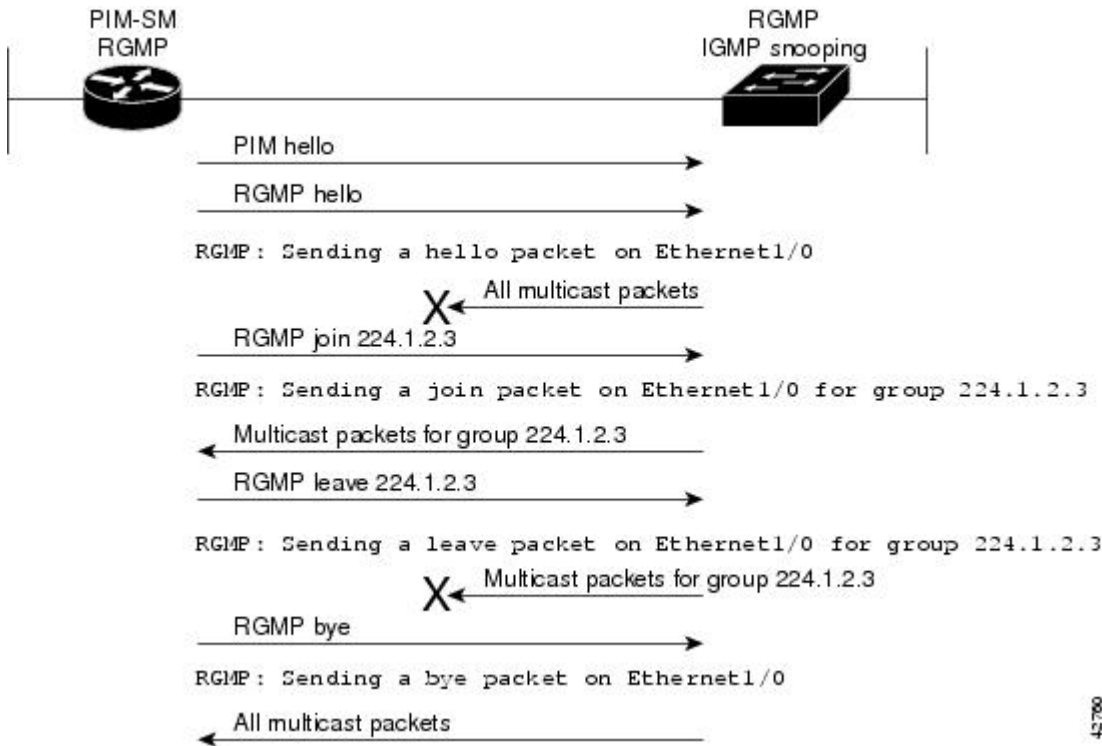 PIM-SM
RGMP
RGMP
IGMP snooping
PIM hello
RGMP hello
RGMP: Sending a hello packet on Ethernet1/0
All multicast packets
X
RGMP join 224.1.2.3
RGMP: Sending a join packet on Ethernet1/0 for group 224.1.2.3
Multicast packets for group 224.1.2.3
RGMP leave 224.1.2.3
RGMP: Sending a leave packet on Ethernet1/0 for group 224.1.2.3
Multicast packets for group 224.1.2.3
X
RGMP bye
RGMP: Sending a bye packet on Ethernet1/0
All multicast packets
42769